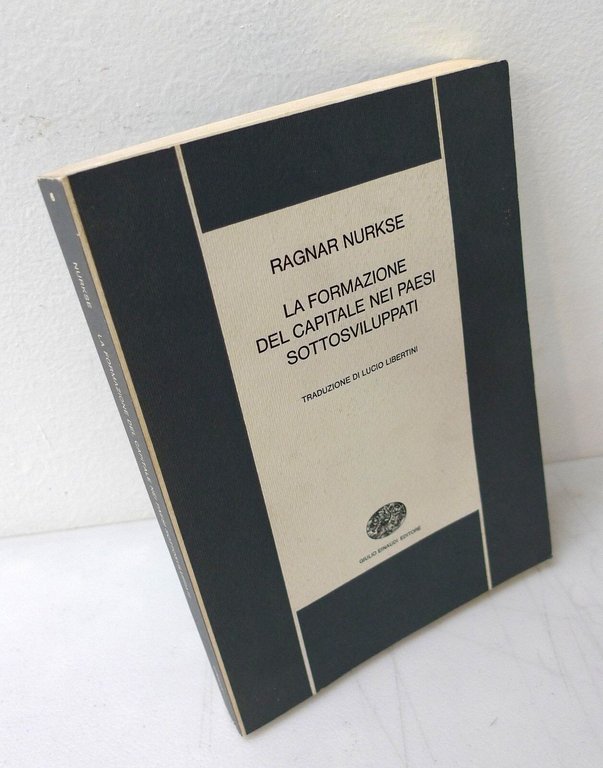 RAGNAR NURKSE
LA FORMAZIONE
DEL CAPITALE NEI PAESI
SOTTOSVILUPPATI
TRADUZIONE DI LUCIO LIBERTINI
GIULIO EINAUDI EDITORE
NURKSE LA FORMAZIONE DEL CAPITALE NEI PAESI SOTTOSVILUPPATI